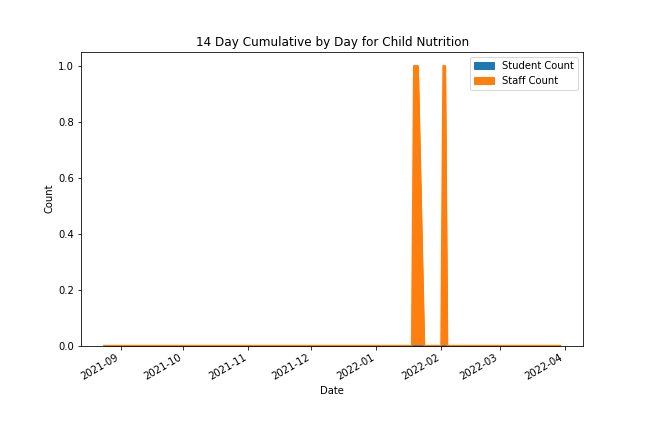 14 Day Cumulative by Day for Child Nutrition
Student Count
Staff Count
1.0
0.8
0.6
0.4
0.2
0.0
Count
2021-09
2021-10
2021-11
2021-12
2022-01
2022-02
2022-03
2022-04
Date